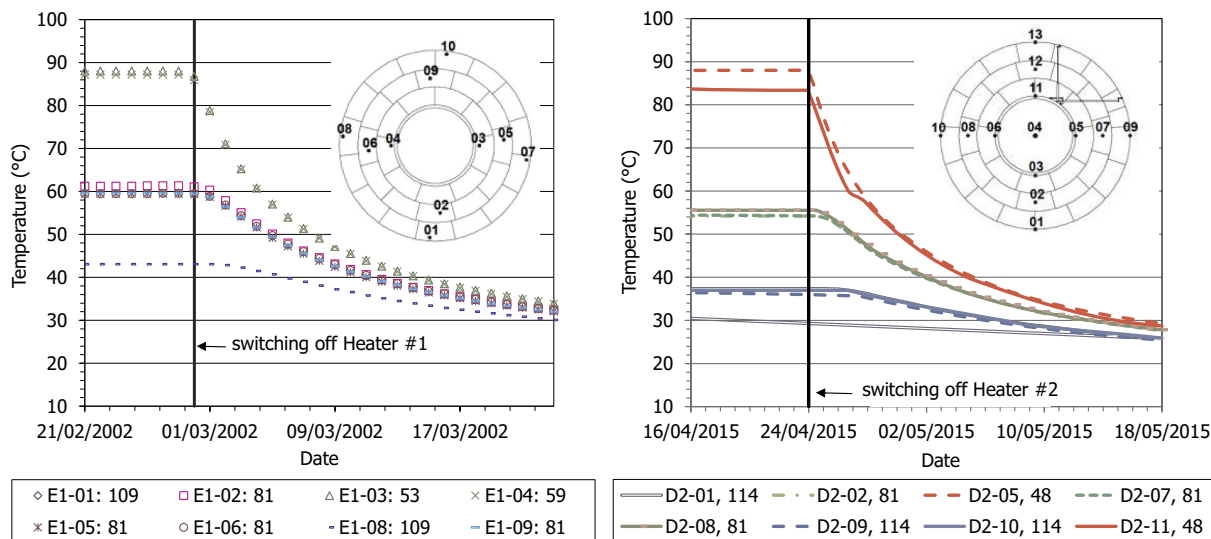 100
90
80
70
60
50
40
30
20
10
Temperature (°C)
21/02/2002 01/03/2002 09/03/2002 17/03/2002
Date
switching off Heater #1
10
09
08
06
04
03
05
07
02
01
E1-01: 109 E1-02: 81 E1-03: 53 E1-04: 59
E1-05: 81 E1-06: 81 E1-08: 109 E1-09: 81
100
90
80
70
60
50
40
30
20
10
Temperature (°C)
16/04/2015 24/04/2015 02/05/2015 10/05/2015 18/05/2015
Date
switching off Heater #2
13
12
11
10 08 06 04 05 07 09
03
02
01
D2-01, 114 D2-02, 81 D2-05, 48 D2-07, 81
D2-08, 81 D2-09, 114 D2-10, 114 D2-11, 48